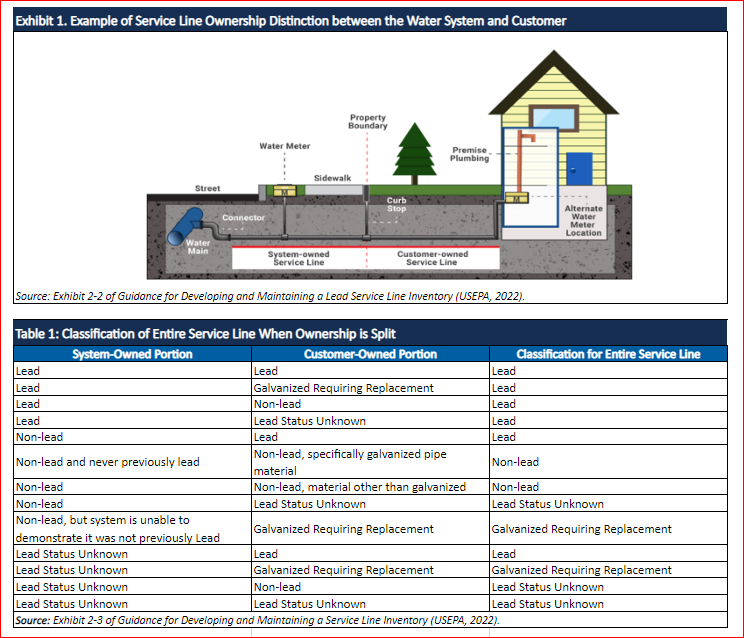 Exhibit 1. Example of Service Line Ownership Distinction between the Water System and Customer
Property
Boundary
Water Meter
Premise
Plumbing
Sidewalk
Street
M
M
Curb
Stop
Connector
Alternate
Water
Meter
Location
Water
Main
System-owned
Service Line
Customer-owned
Service Line
Source: Exhibit 2-2 of Guidance for Developing and Maintaining a Lead Service Line Inventory (USEPA, 2022).
Table 1: Classification of Entire Service Line When Ownership is Split
System-Owned Portion Customer-Owned Portion Classification for Entire Service Line
Lead Lead Lead
Lead Galvanized Requiring Replacement Lead
Lead Non-lead Lead
Lead Lead Status Unknown Lead
Non-lead Lead Lead
Non-lead and never previously lead Non-lead, specifically galvanized pipe Non-lead
material
Non-lead Non-lead, material other than galvanized Non-lead
Non-lead Lead Status Unknown Lead Status Unknown
Non-lead, but system is unable to Galvanized Requiring Replacement Galvanized Requiring Replacement
demonstrate it was not previously Lead
Lead Status Unknown Lead Lead
Lead Status Unknown Galvanized Requiring Replacement Galvanized Requiring Replacement
Lead Status Unknown Non-lead Lead Status Unknown
Lead Status Unknown Lead Status Unknown Lead Status Unknown
Source: Exhibit 2-3 of Guidance for Developing and Maintaining a Service Line Inventory (USEPA, 2022).